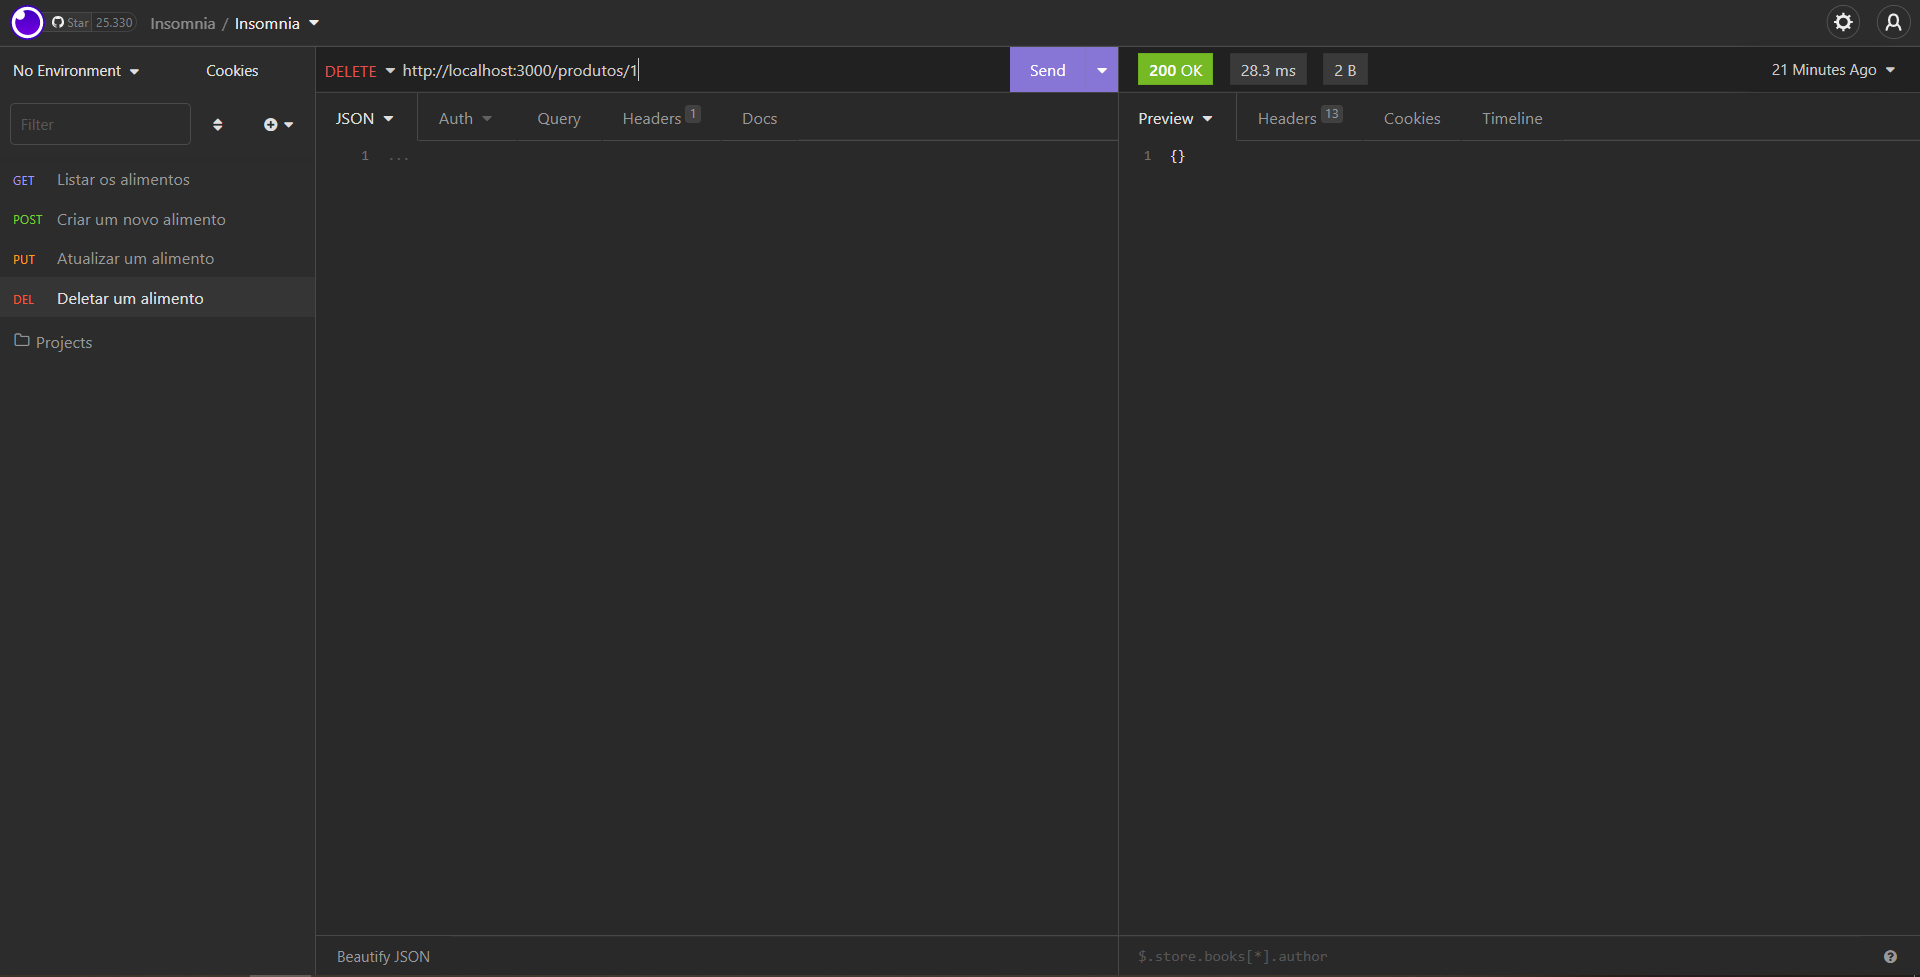 Star 25.330 Insomnia / Insomnia
No Environment Cookies
Filter
GET Listar os alimentos
POST Criar um novo alimento
PUT Atualizar um alimento
DEL Deletar um alimento
Projects
DELETE http://localhost:3000/produtos/1 Send
JSON Auth Query Headers 1 Docs
1 ...
Beautify JSON
200 OK 28.3 ms 2 B 21 Minutes Ago
Preview Headers 13 Cookies Timeline
1 {}
$.store.books[*].author